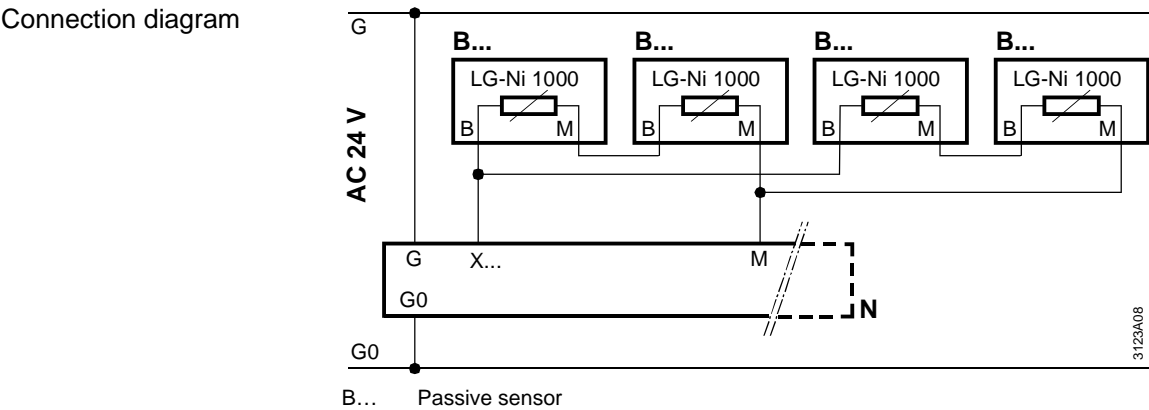 Connection diagram
G
B... B... B... B...
LG-Ni 1000 LG-Ni 1000 LG-Ni 1000 LG-Ni 1000
B M B M B M B M
AC 24 V
G X... M
G0
N
G0
3123A08
B… Passive sensor